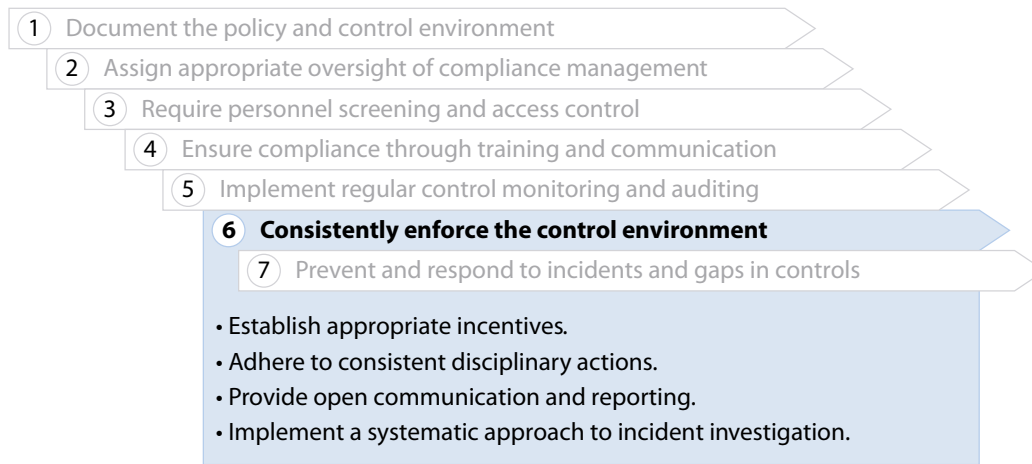 1 Document the policy and control environment
2 Assign appropriate oversight of compliance management
3 Require personnel screening and access control
4 Ensure compliance through training and communication
5 Implement regular control monitoring and auditing
6 Consistently enforce the control environment
7 Prevent and respond to incidents and gaps in controls
• Establish appropriate incentives.
• Adhere to consistent disciplinary actions.
• Provide open communication and reporting.
• Implement a systematic approach to incident investigation.